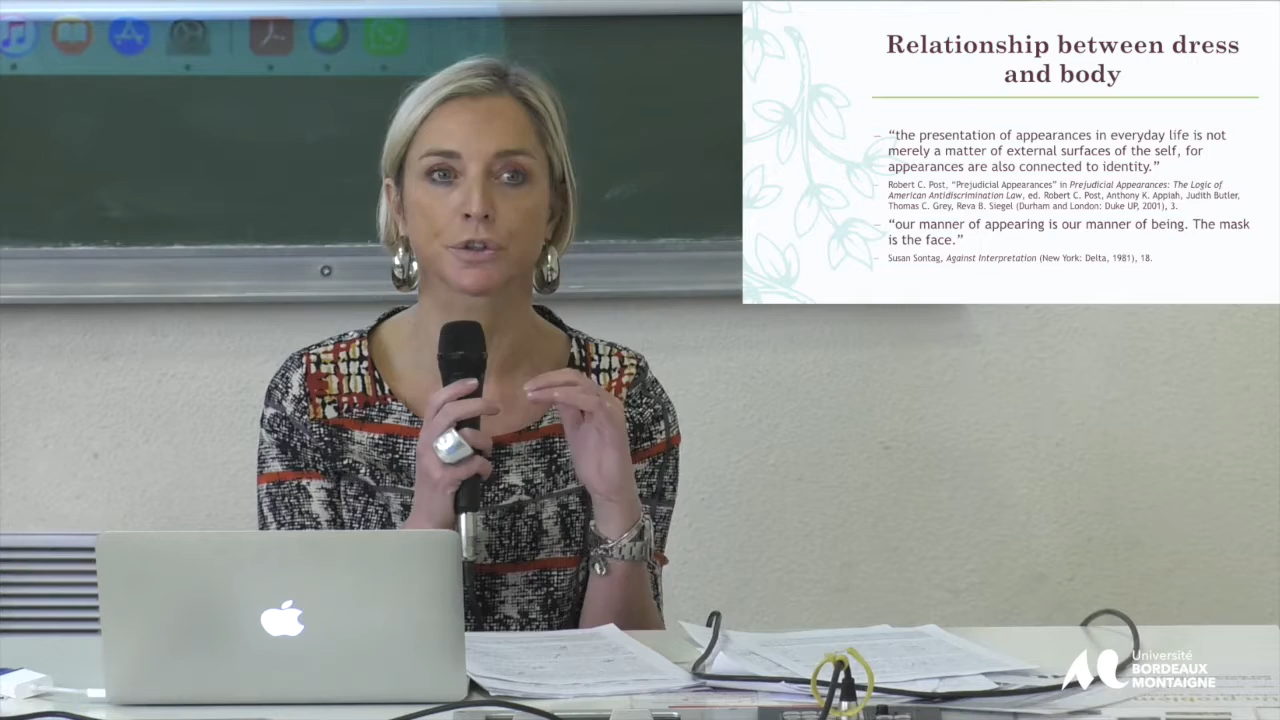 Relationship between dress
and body
– “the presentation of appearances in everyday life is not
merely a matter of external surfaces of the self, for
appearances are also connected to identity.”
– Robert C. Post, “Prejudicial Appearances” in Prejudicial Appearances: The Logic of
American Antidiscrimination Law, ed. Robert C. Post, Anthony K. Appiah, Judith Butler,
Thomas C. Grey, Reva B. Siegel (Durham and London: Duke UP, 2001), 3.
– “our manner of appearing is our manner of being. The mask
is the face.”
– Susan Sontag, Against Interpretation (New York: Delta, 1981), 18.
Université
BORDEAUX
MONTAIGNE